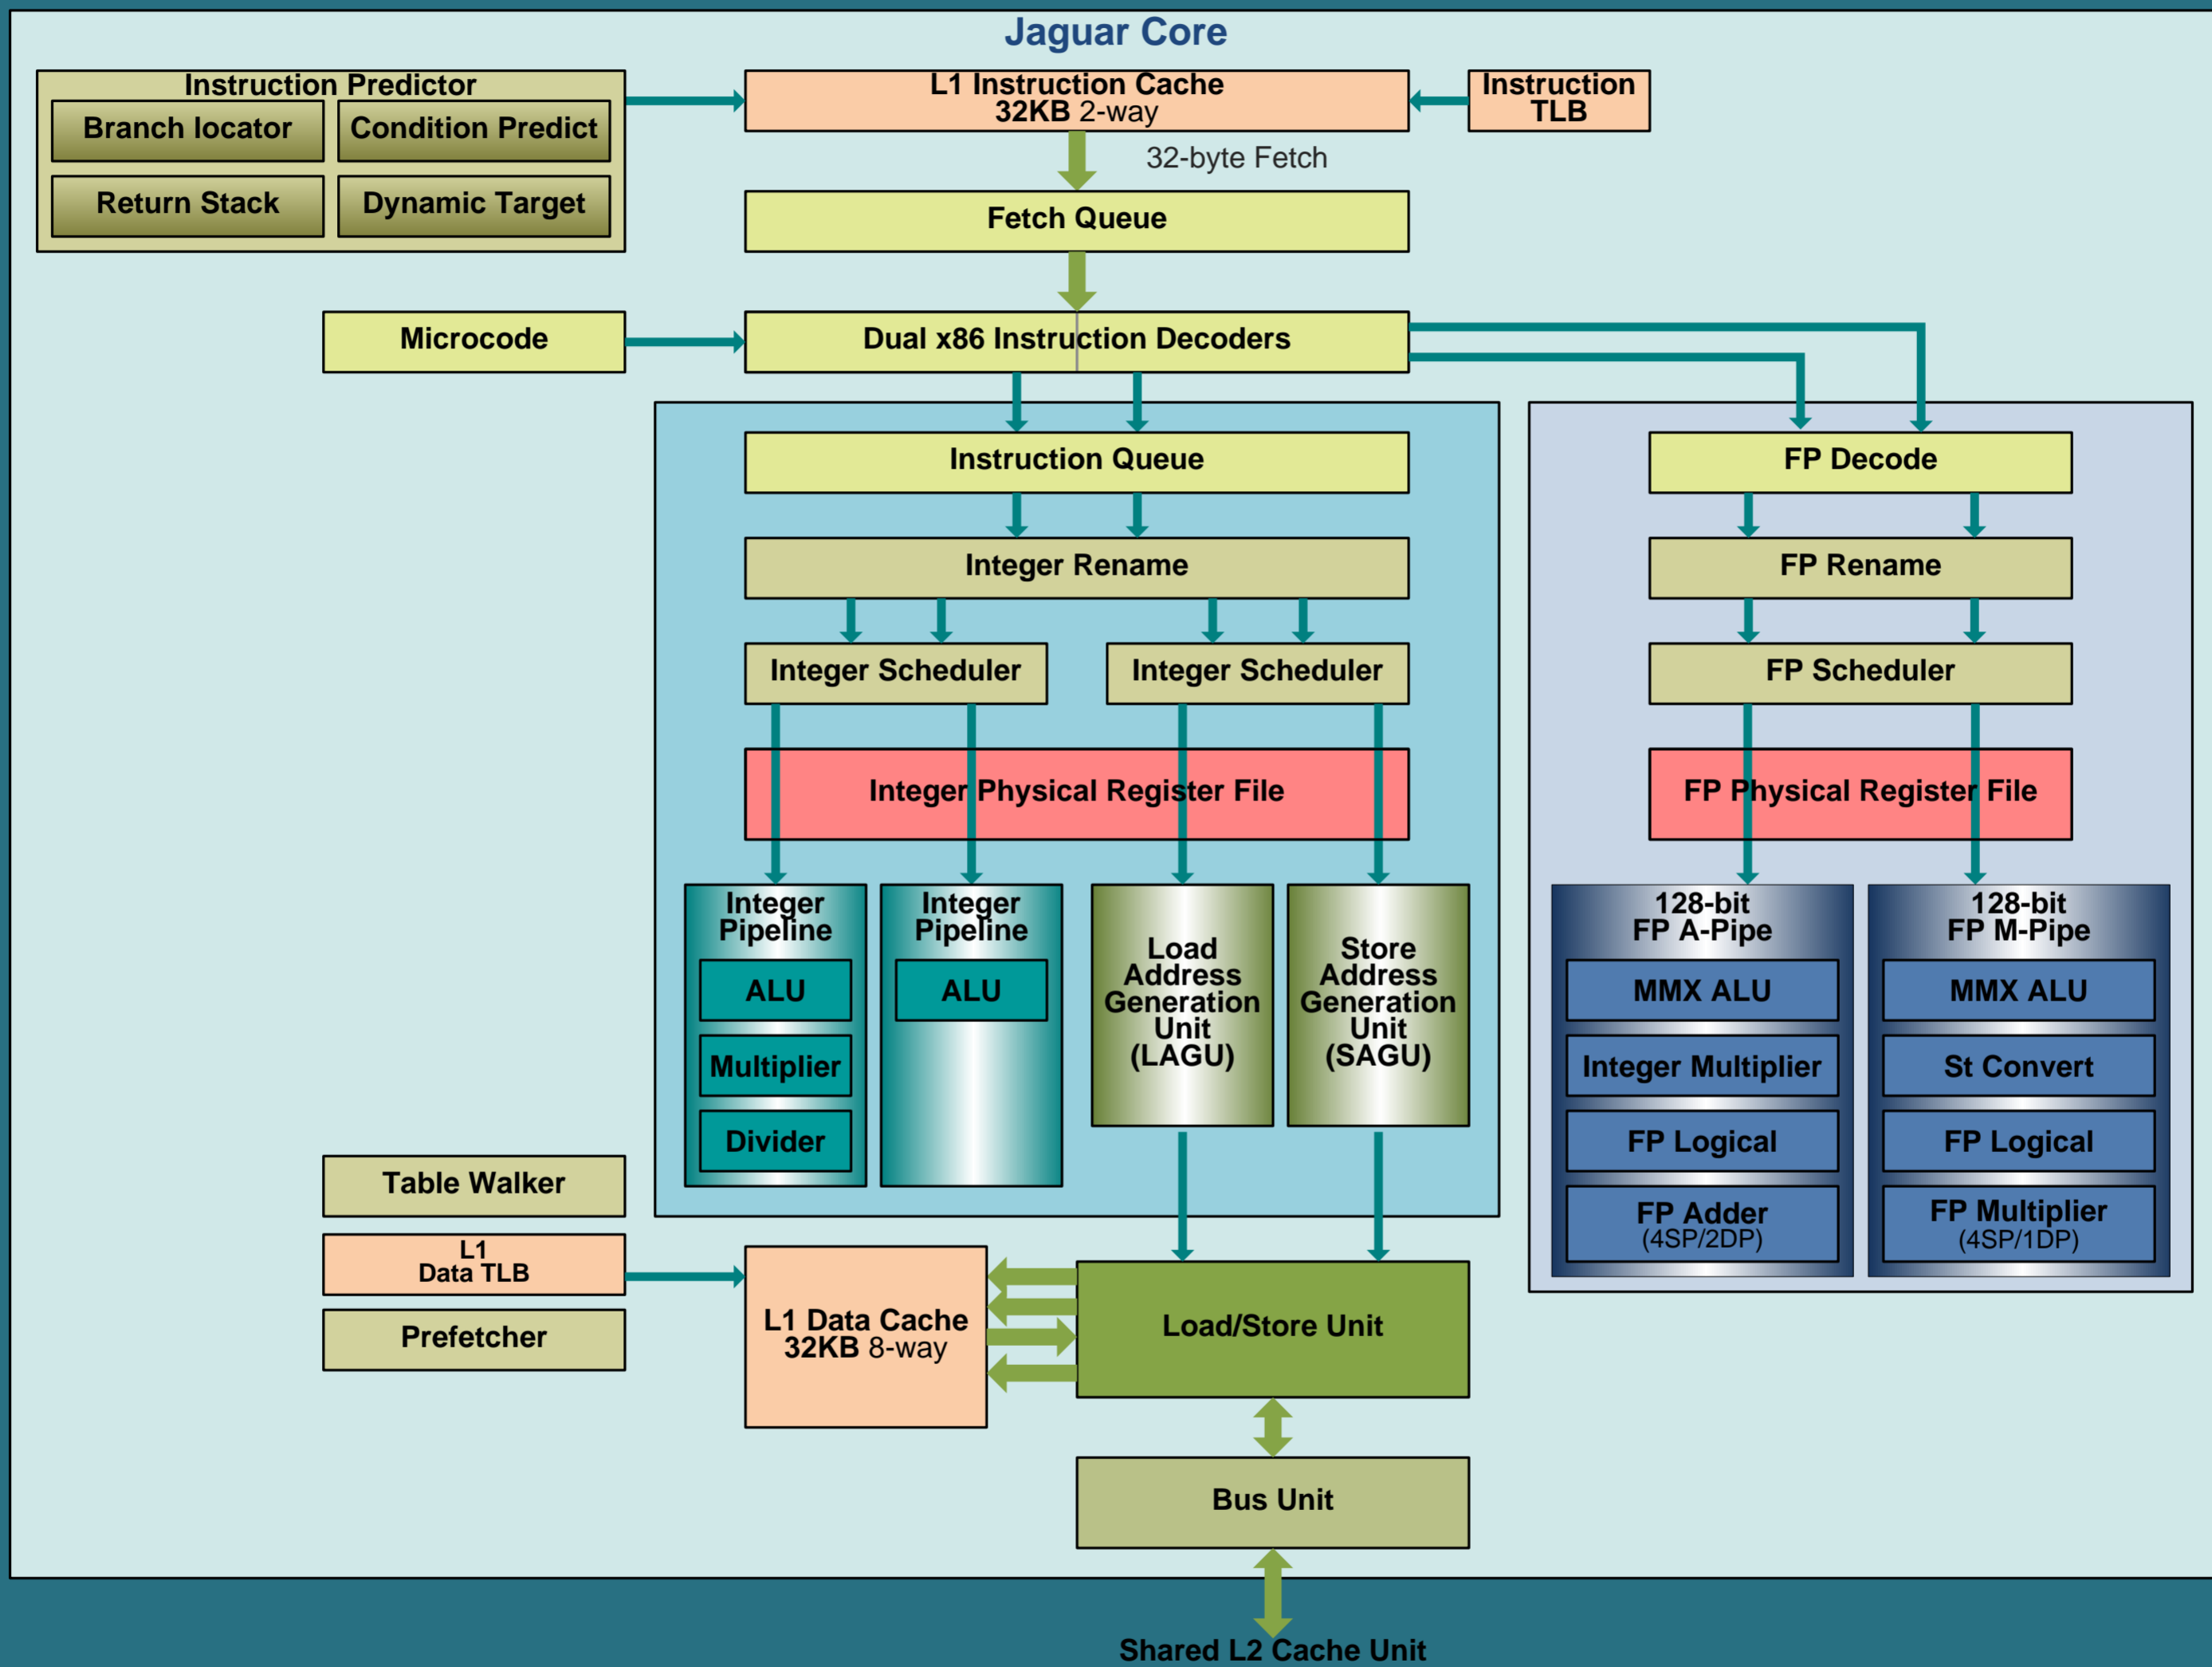 Jaguar Core
Instruction Predictor
Branch locator
Condition Predict
Return Stack
Dynamic Target
L1 Instruction Cache
32KB 2-way
Instruction
TLB
32-byte Fetch
Fetch Queue
Microcode
Dual x86 Instruction Decoders
Instruction Queue
Integer Rename
Integer Scheduler
Integer Scheduler
Integer Physical Register File
Integer
Pipeline
ALU
Multiplier
Divider
Integer
Pipeline
ALU
Load
Address
Generation
Unit
(LAGU)
Store
Address
Generation
Unit
(SAGU)
FP Decode
FP Rename
FP Scheduler
FP Physical Register File
128-bit
FP A-Pipe
MMX ALU
Integer Multiplier
FP Logical
FP Adder
(4SP/2DP)
128-bit
FP M-Pipe
MMX ALU
St Convert
FP Logical
FP Multiplier
(4SP/1DP)
Table Walker
L1
Data TLB
Prefetcher
L1 Data Cache
32KB 8-way
Load/Store Unit
Bus Unit
Shared L2 Cache Unit